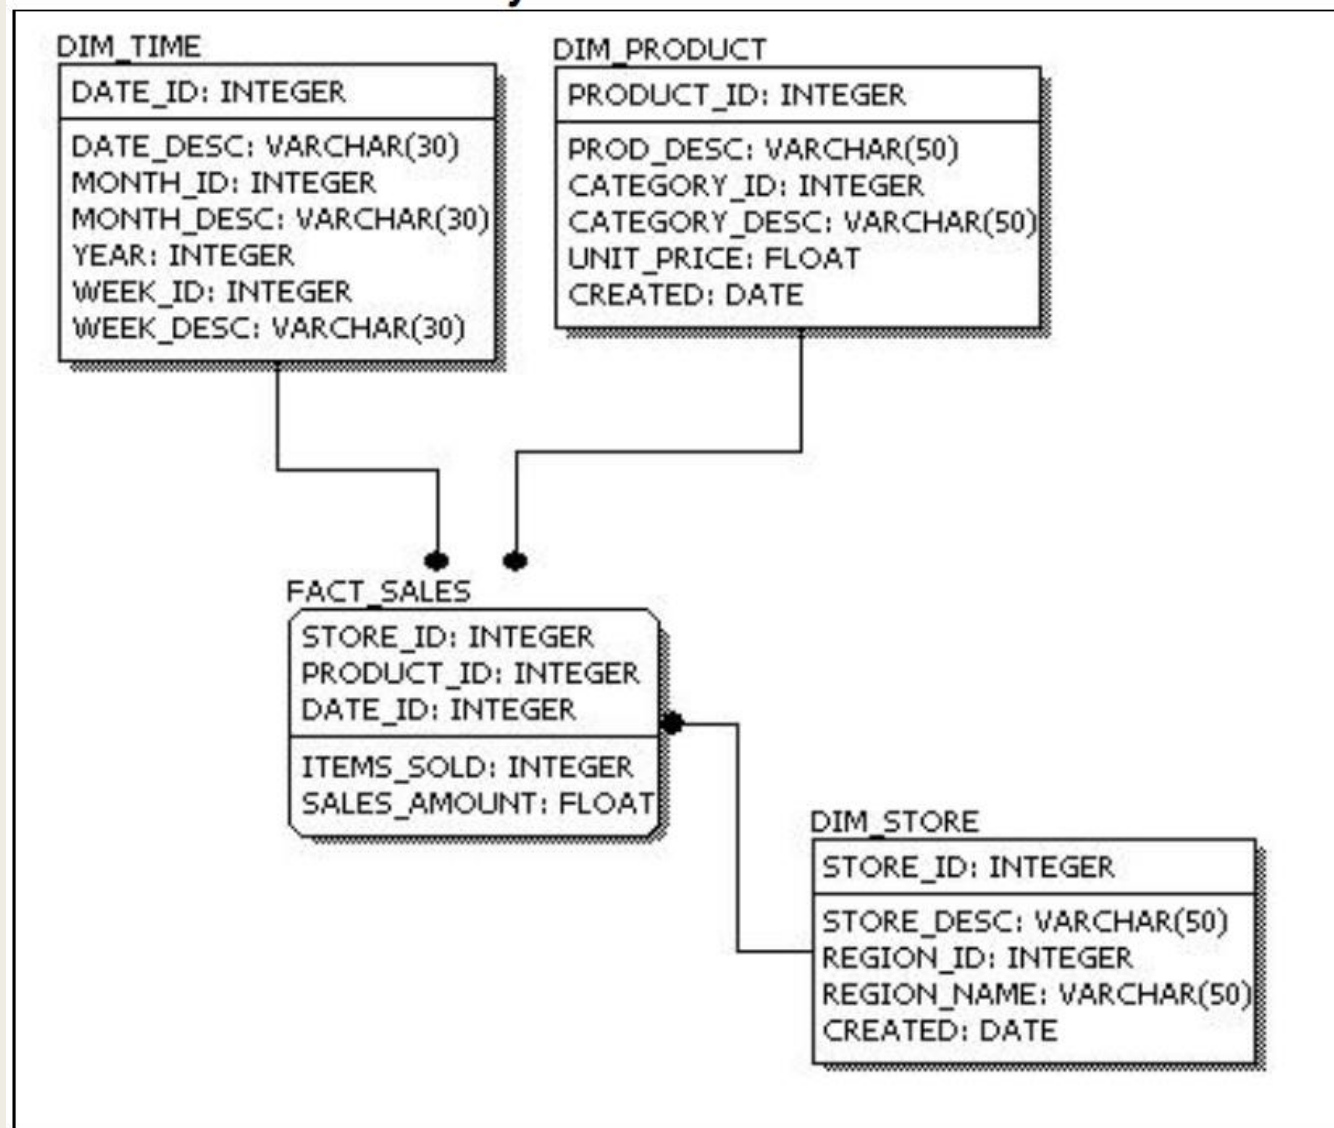 DIM_TIME
DATE_ID: INTEGER
DATE_DESC: VARCHAR(30)
MONTH_ID: INTEGER
MONTH_DESC: VARCHAR(30)
YEAR: INTEGER
WEEK_ID: INTEGER
WEEK_DESC: VARCHAR(30)
DIM_PRODUCT
PRODUCT_ID: INTEGER
PROD_DESC: VARCHAR(50)
CATEGORY_ID: INTEGER
CATEGORY_DESC: VARCHAR(50)
UNIT_PRICE: FLOAT
CREATED: DATE
FACT_SALES
STORE_ID: INTEGER
PRODUCT_ID: INTEGER
DATE_ID: INTEGER
ITEMS_SOLD: INTEGER
SALES_AMOUNT: FLOAT
DIM_STORE
STORE_ID: INTEGER
STORE_DESC: VARCHAR(50)
REGION_ID: INTEGER
REGION_NAME: VARCHAR(50)
CREATED: DATE